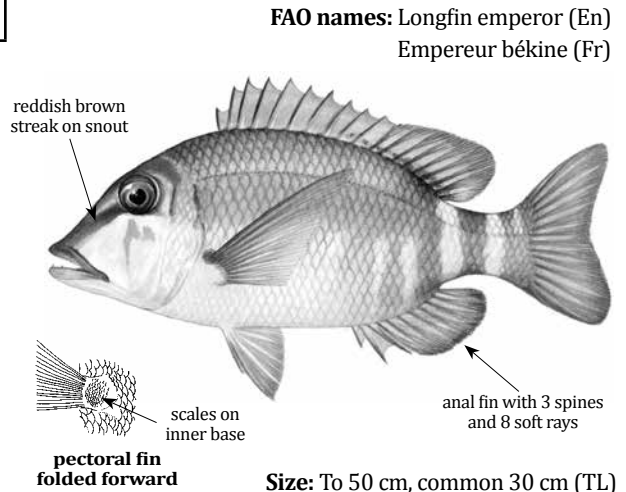 FAO names: Longfin emperor (En)
Empereur békine (Fr)
reddish brown
streak on snout
scales on
inner base
pectoral fin
folded forward
anal fin with 3 spines
and 8 soft rays
Size: To 50 cm, common 30 cm (TL)